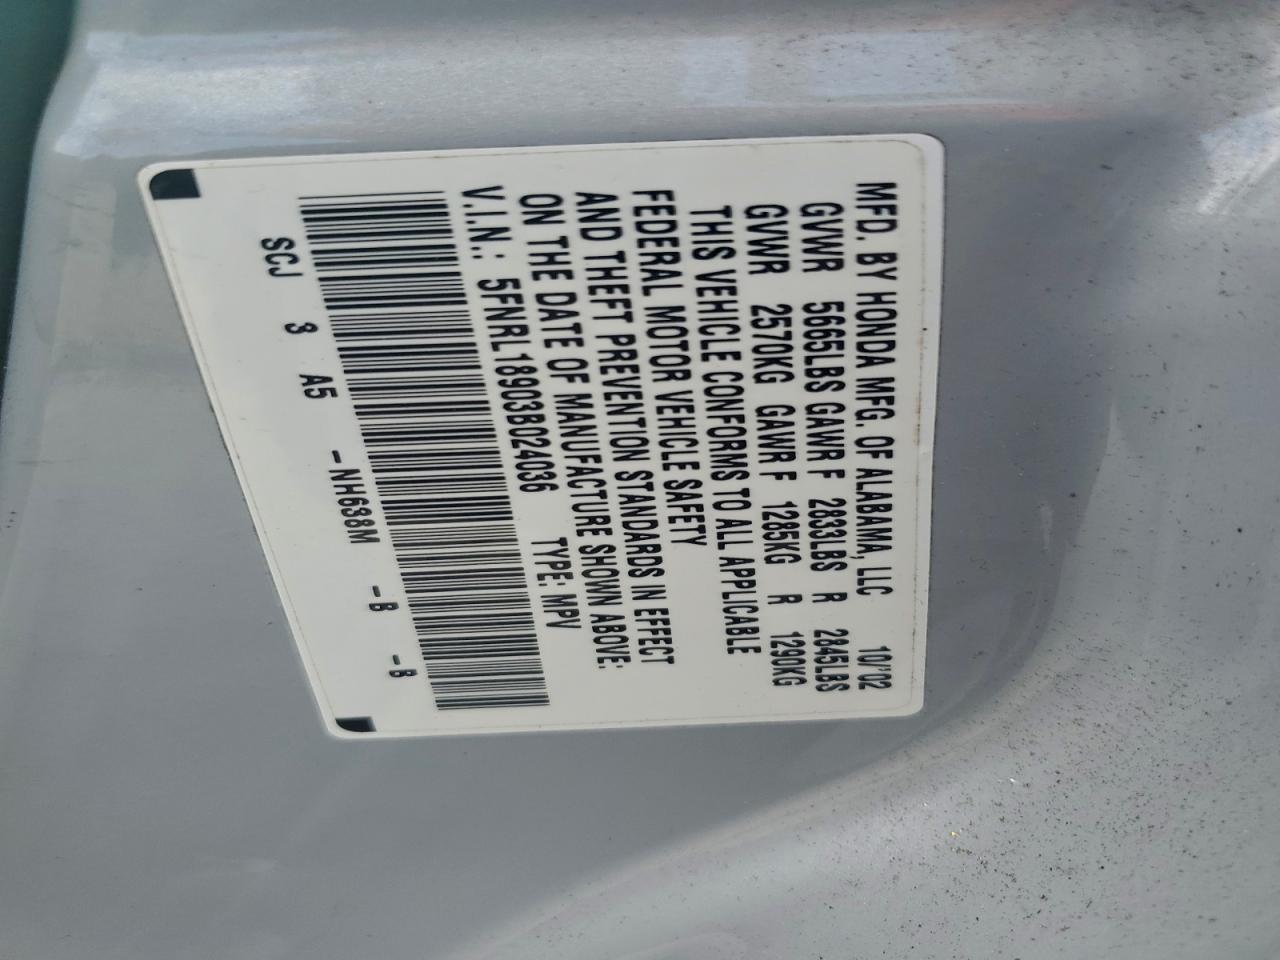 MFD. BY HONDA MFG. OF ALABAMA, LLC 10/'02
GVWR 5665LBS GAWR F 2833LBS R 2845LBS
GVWR 2570KG GAWR F 1285KG R 1290KG
THIS VEHICLE CONFORMS TO ALL APPLICABLE
FEDERAL MOTOR VEHICLE SAFETY
AND THEFT PREVENTION STANDARDS IN EFFECT
ON THE DATE OF MANUFACTURE SHOWN ABOVE:
V.I.N.: 5FNRL18903B024036 TYPE: MPV
SCJ 3 A5 -NH638M -B -B